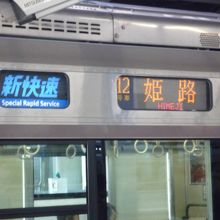 新快速
Special Rapid Service
12
姫路
HIMEJI